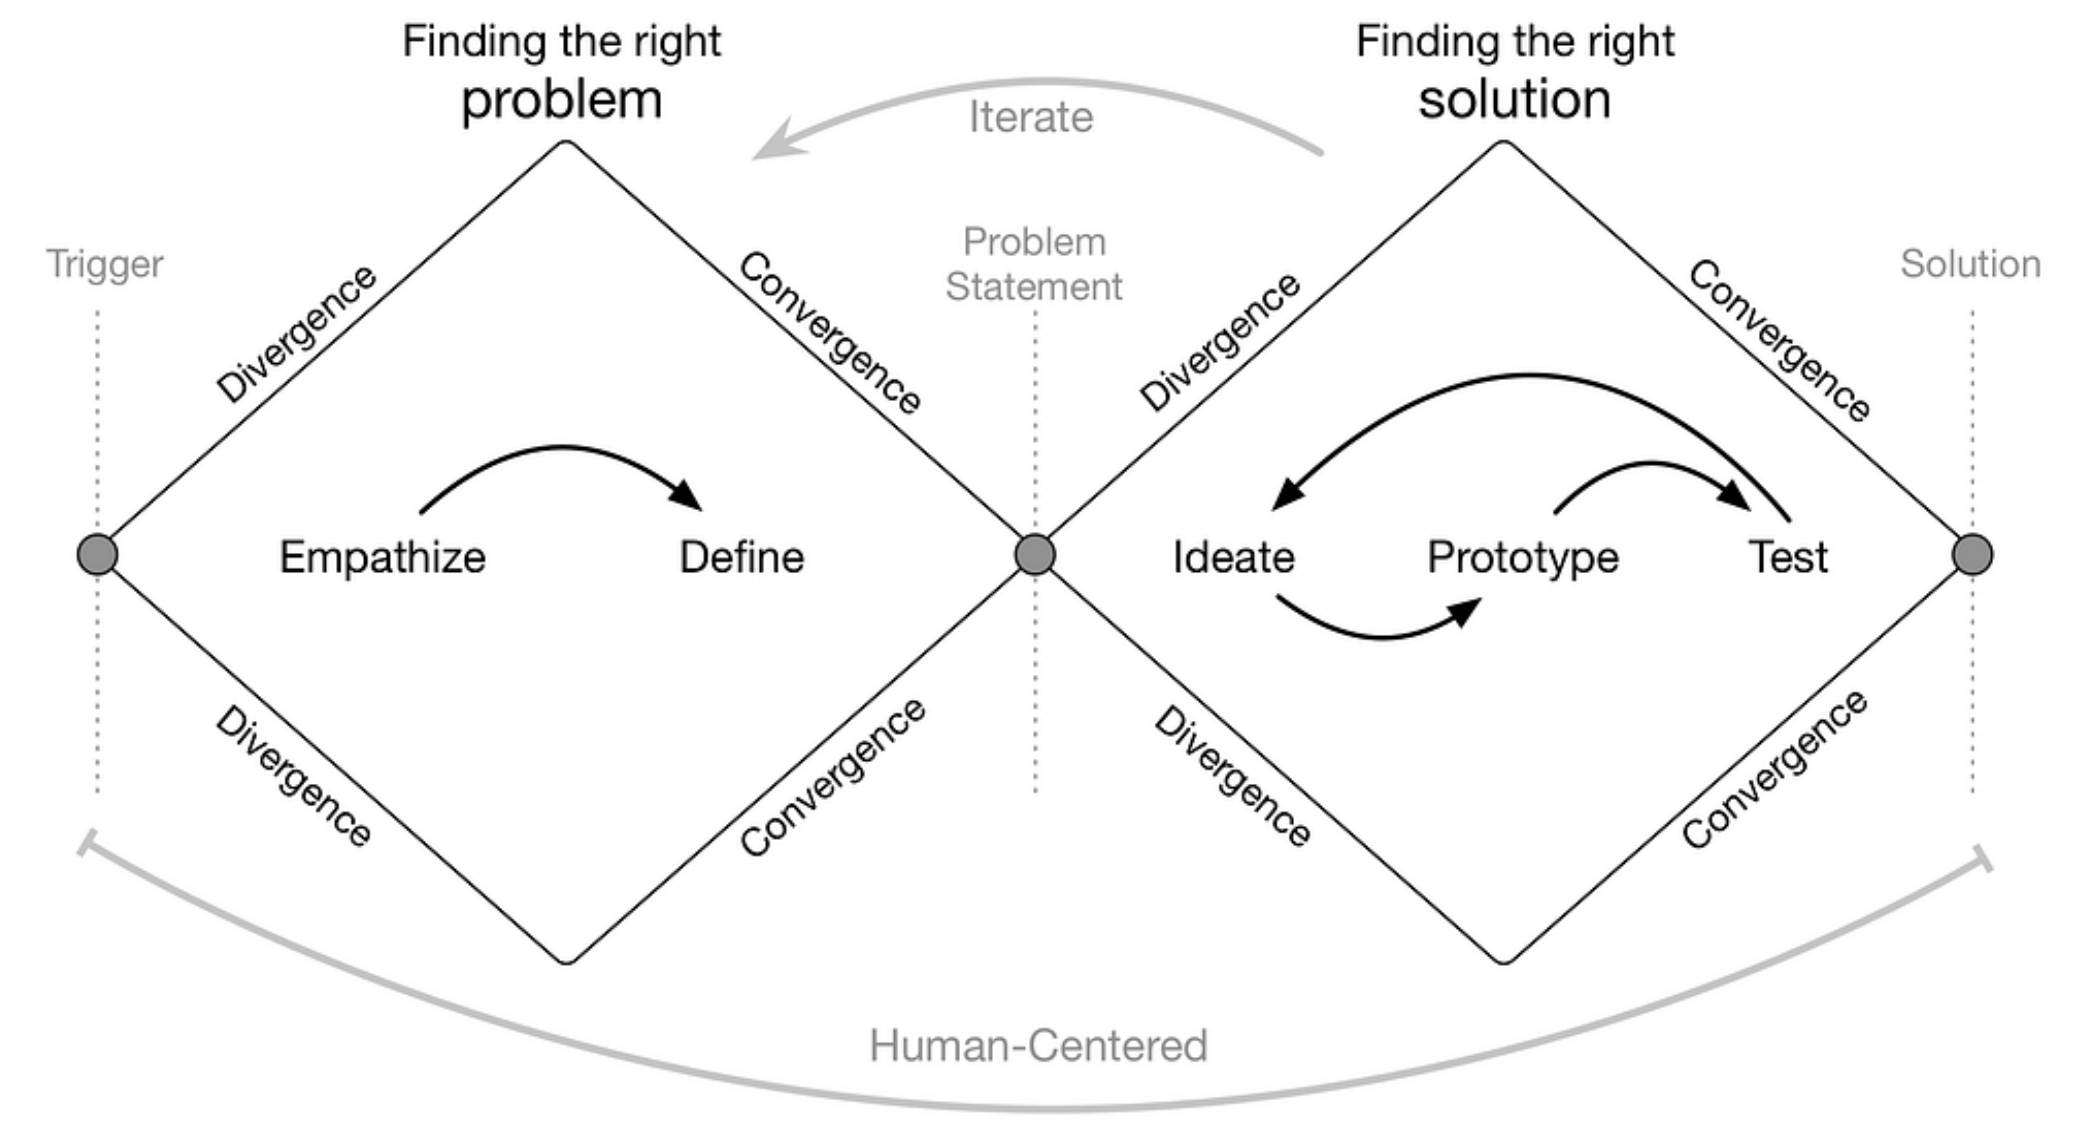 Finding the right
problem
Finding the right
solution
Iterate
Trigger
Problem
Statement
Solution
Divergence
Convergence
Divergence
Convergence
Empathize
Define
Ideate
Prototype
Test
Divergence
Convergence
Divergence
Convergence
Human-Centered